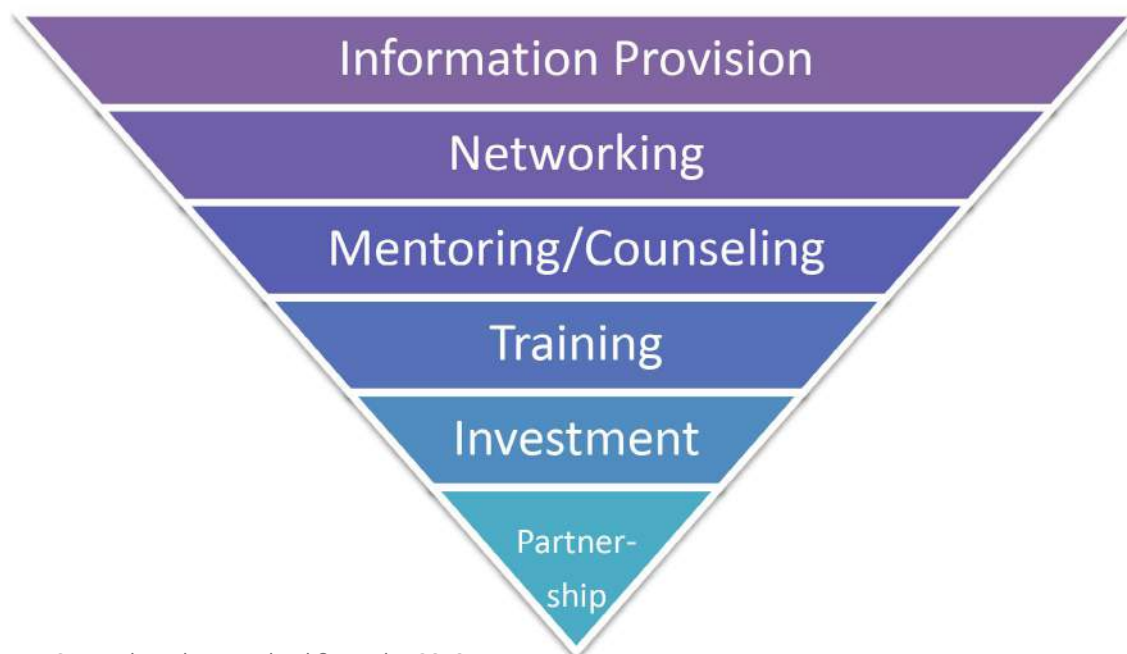 Information Provision
Networking
Mentoring/Counseling
Training
Investment
Partner-
ship